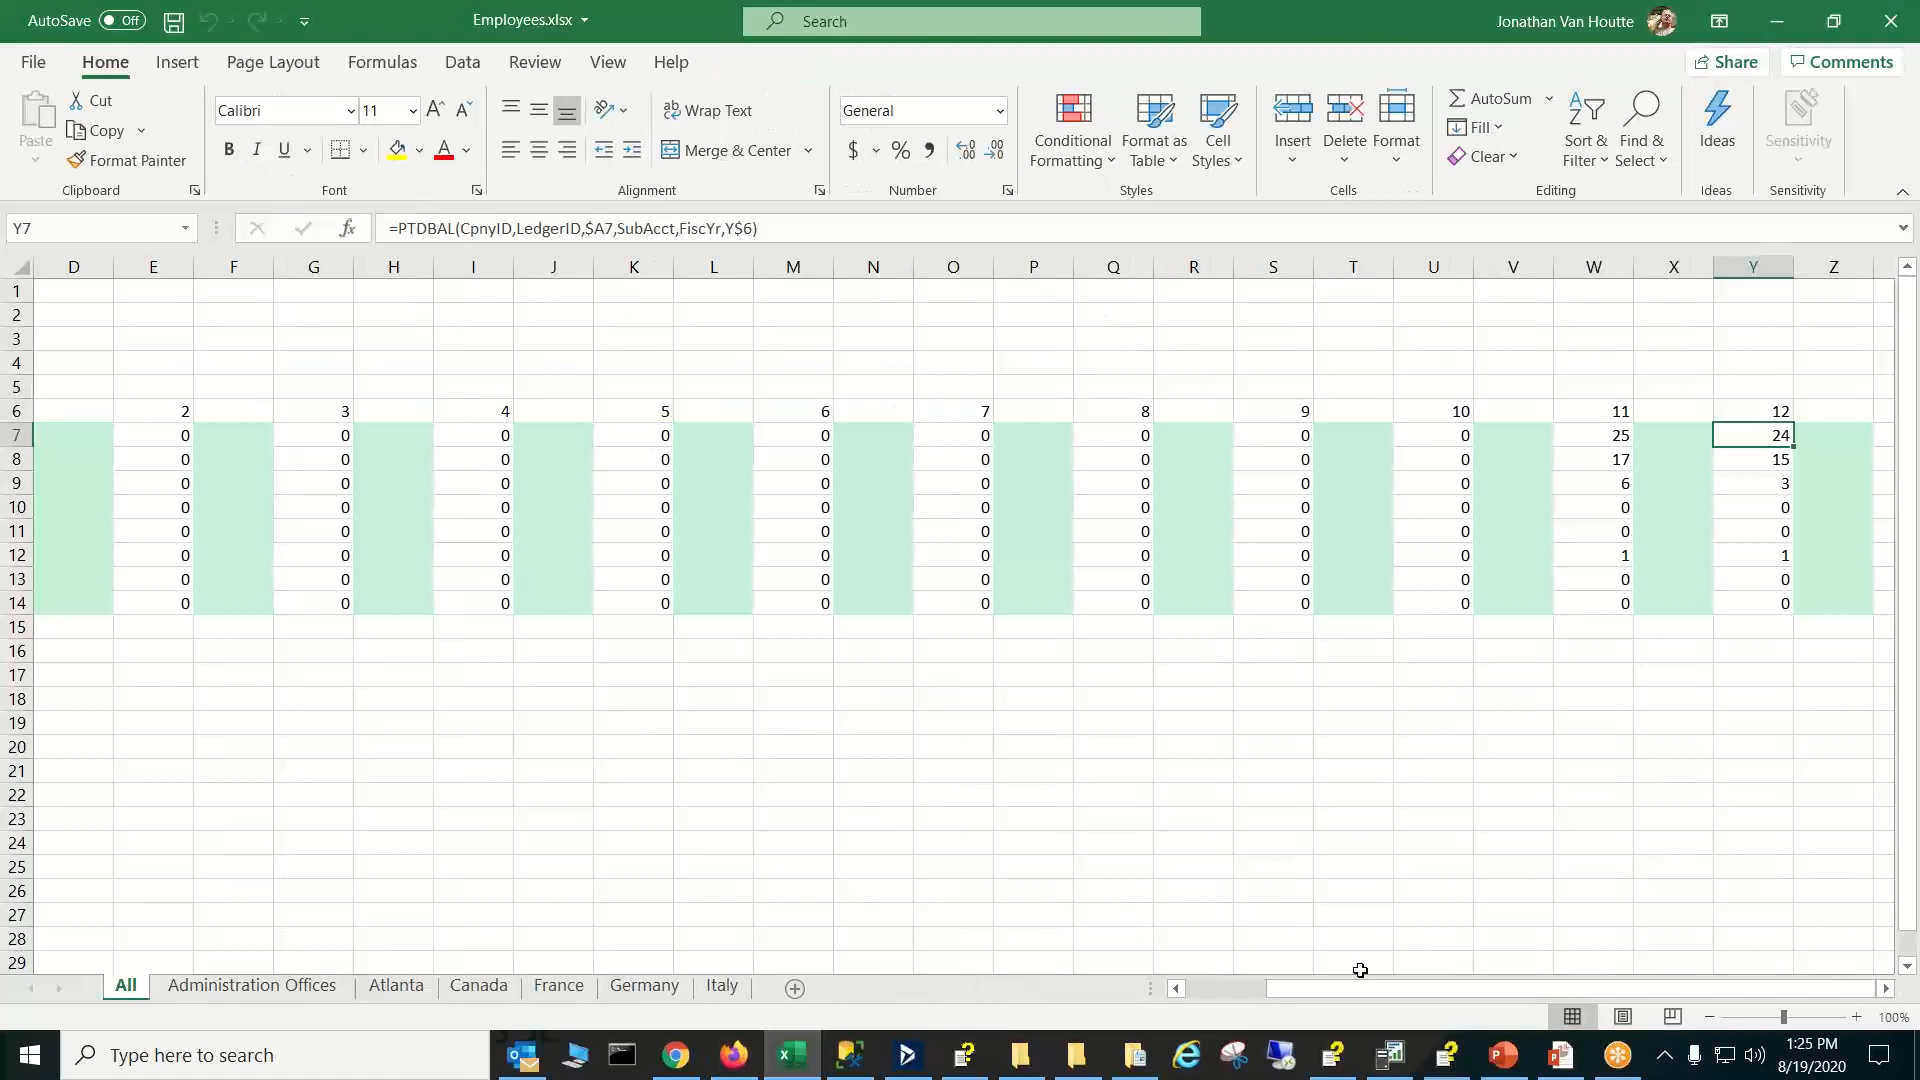 AutoSave Off Employees.xlsx Search Jonathan Van Houtte
File Home Insert Page Layout Formulas Data Review View Help Share Comments
Paste Cut
Copy
Format Painter
Clipboard
Calibri 11 A A
B I U A
Font
ab Wrap Text
Merge & Center
Alignment
General
$ % ,
Number
Conditional Formatting
Format as Table
Cell Styles
Styles
Insert Delete Format
Cells
AutoSum
Fill
Clear
Sort & Filter
Find & Select
Editing
Ideas
Ideas
Sensitivity
Sensitivity
Y7 fx =PTDBAL(CpnyID,LedgerID,$A7,SubAcct,FiscYr,Y$6)
D E F G H I J K L M N O P Q R S T U V W X Y Z
1
2
3
4
5
6 2 3 4 5 6 7 8 9 10 11 12
7 0 0 0 0 0 0 0 0 0 25 24
8 0 0 0 0 0 0 0 0 0 17 15
9 0 0 0 0 0 0 0 0 0 6 3
10 0 0 0 0 0 0 0 0 0 0 0
11 0 0 0 0 0 0 0 0 0 0 0
12 0 0 0 0 0 0 0 0 0 1 1
13 0 0 0 0 0 0 0 0 0 0 0
14 0 0 0 0 0 0 0 0 0 0 0
15
16
17
18
19
20
21
22
23
24
25
26
27
28
29
All Administration Offices Atlanta Canada France Germany Italy
100%
Type here to search
1:25 PM
8/19/2020